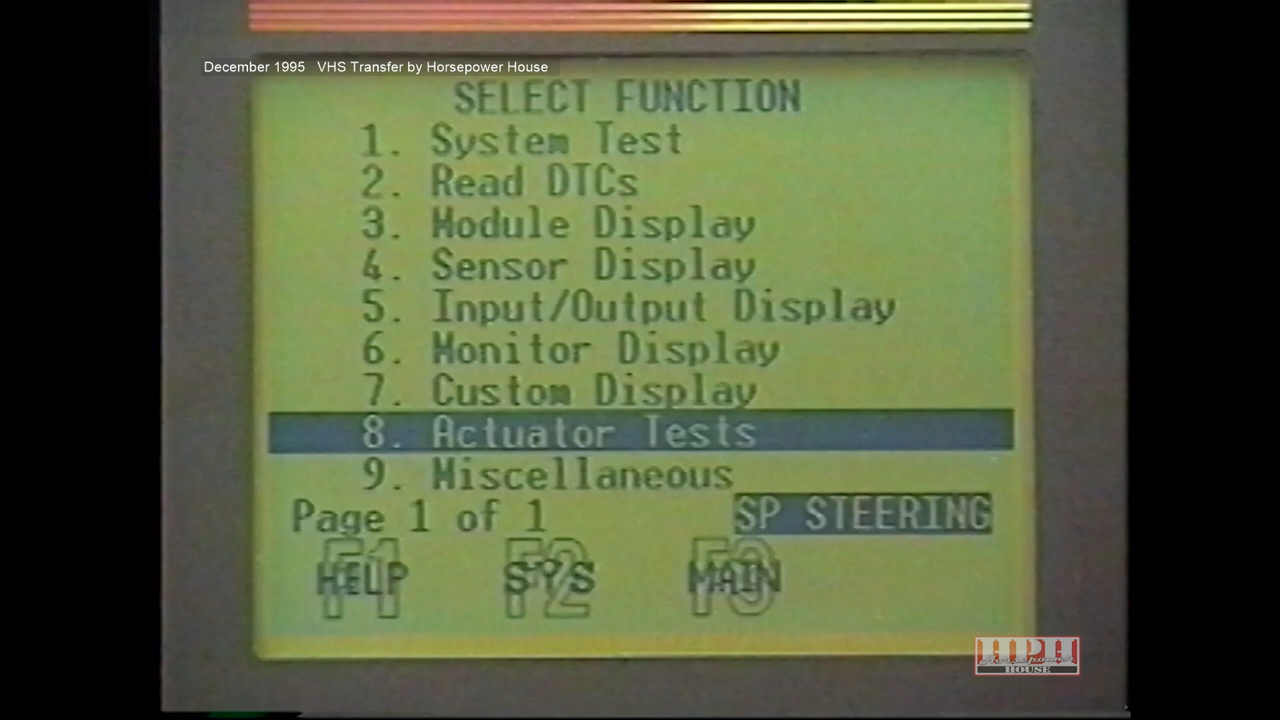 December 1995 VHS Transfer by Horsepower House
SELECT FUNCTION
1. System Test
2. Read DTCs
3. Module Display
4. Sensor Display
5. Input/Output Display
6. Monitor Display
7. Custom Display
8. Actuator Tests
9. Miscellaneous
Page 1 of 1 SP STEERING
F1 F2 F3
HELP SYS MAIN
HPH
Horsepower
HOUSE